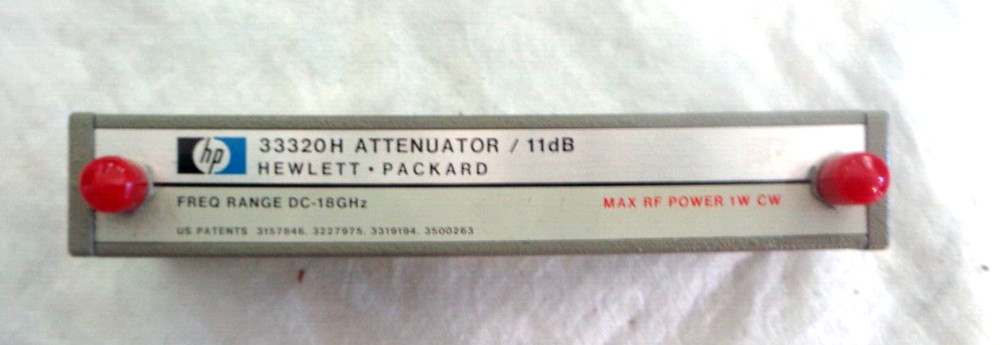 hp
33320H ATTENUATOR / 11dB
HEWLETT • PACKARD
FREQ RANGE DC-18GHz
MAX RF POWER 1W CW
US PATENTS 3157846, 3227975, 3319194, 3500263